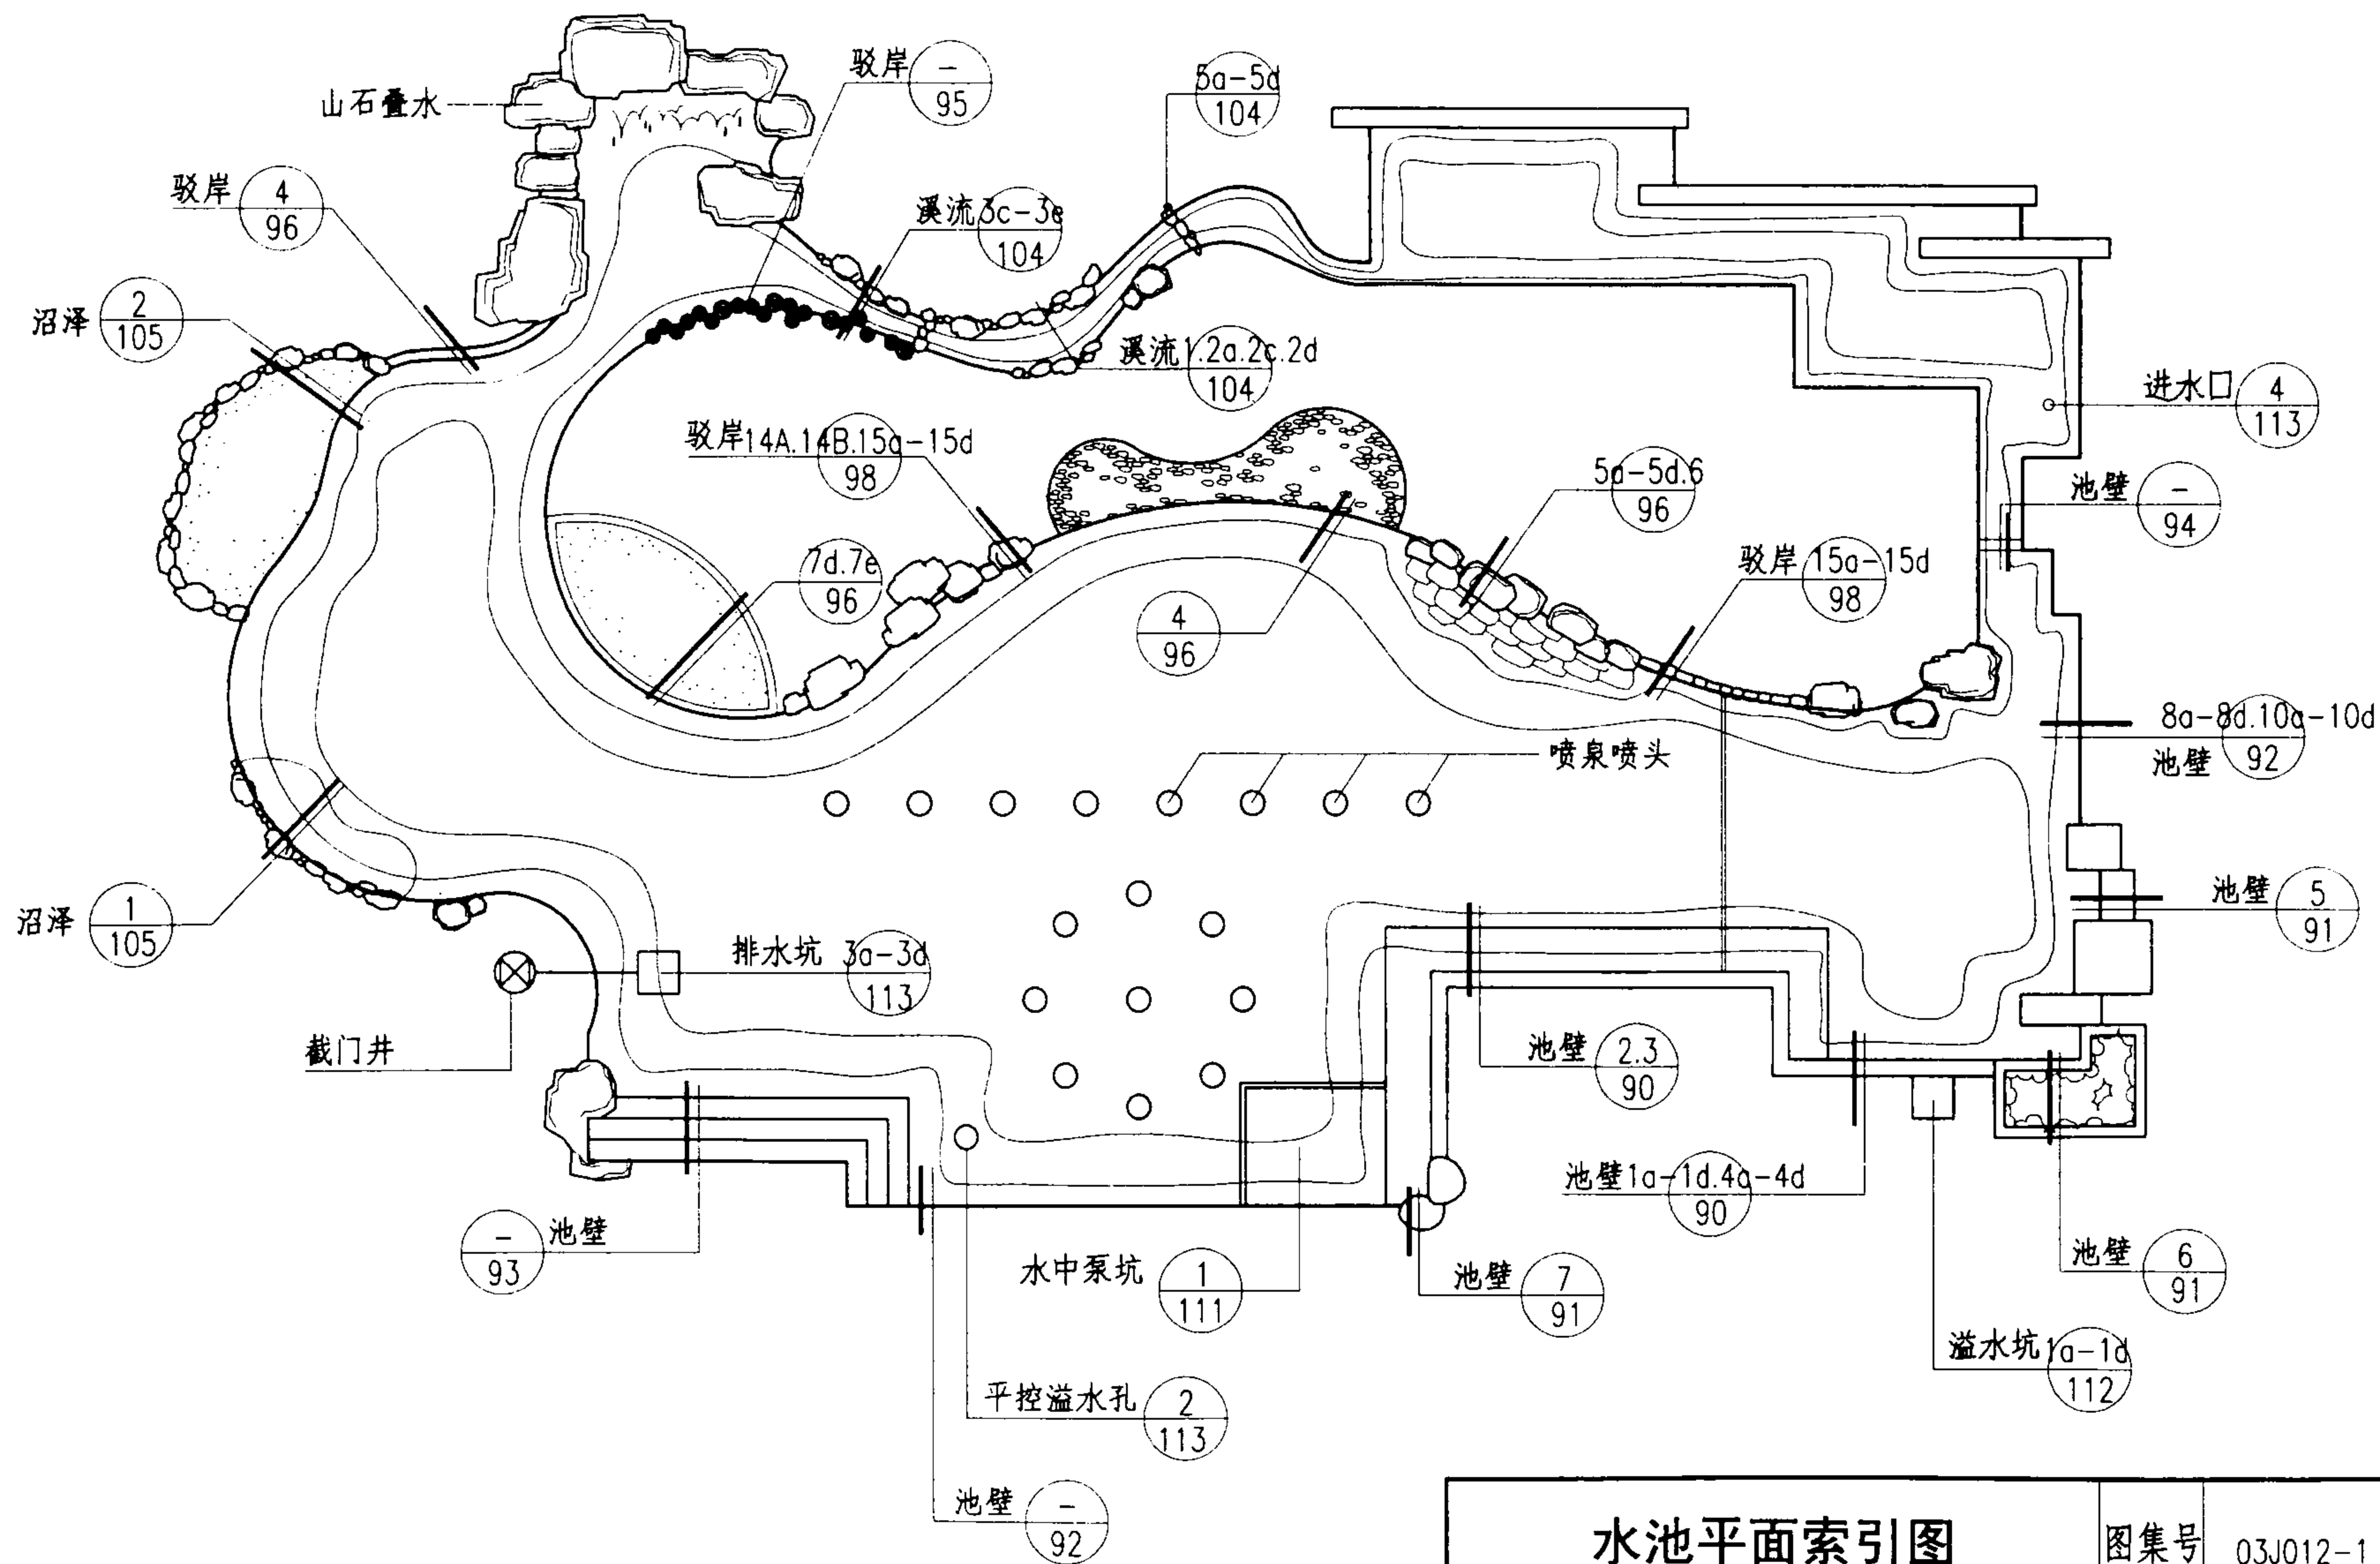 驳岸 -
95
5a-5d
104
山石叠水
驳岸 4
96
溪流3c-3e
104
沼泽 2
105
溪流1.2a.2c.2d
104
进水口 4
113
驳岸14A.14B.15a-15d
98
5a-5d.6
96
池壁 -
94
7d.7e
96
驳岸 15a-15d
98
4
96
8a-8d.10a-10d
池壁 92
喷泉喷头
沼泽 1
105
池壁 5
91
排水坑 3a-3d
113
截门井
池壁 2.3
90
池壁1a-1d.4a-4d
90
- 池壁
93
水中泵坑 1
111
池壁 7
91
池壁 6
91
溢水坑1a-1d
112
平控溢水孔 2
113
池壁 -
92
水池平面索引图
图集号 03J012-1